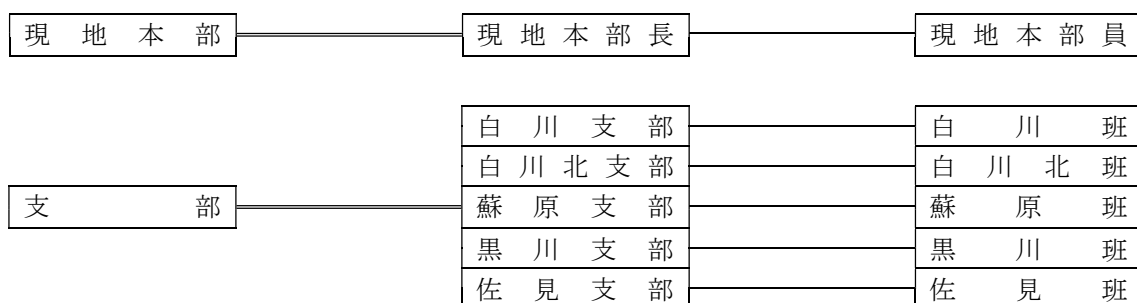 現地本部 現地本部長 現地本部員
白川支部 白川班
白川北支部 白川北班
支部 蘇原支部 蘇原班
黒川支部 黒川班
佐見支部 佐見班